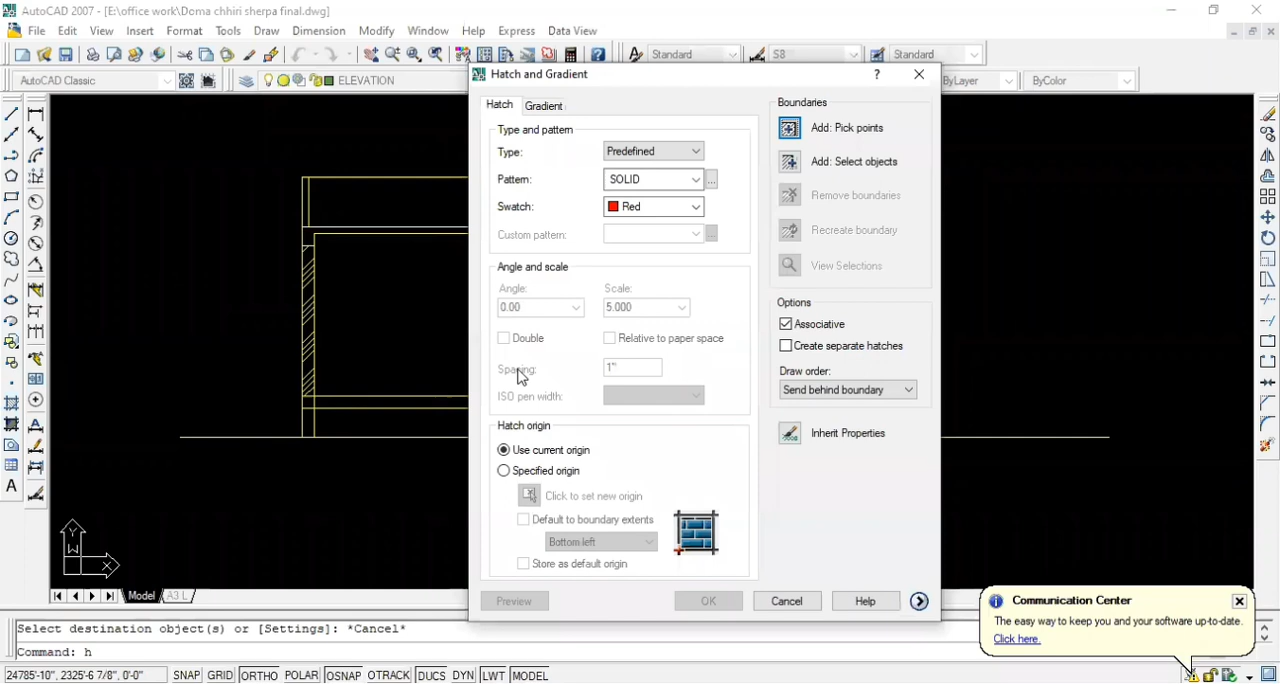 AutoCAD 2007 - [E:\office work\Doma chhiri sherpa final.dwg]
File Edit View Insert Format Tools Draw Dimension Modify Window Help Express Data View
Standard S8 Standard
AutoCAD Classic ELEVATION ByLayer ByColor
Hatch and Gradient ?
Hatch Gradient
Type and pattern
Type: Predefined
Pattern: SOLID ...
Swatch: Red
Custom pattern: ...
Angle and scale
Angle: Scale:
0.00 5.000
Double Relative to paper space
Spacing: 1"
ISO pen width:
Hatch origin
Use current origin
Specified origin
Click to set new origin
Default to boundary extents
Bottom left
Store as default origin
Boundaries
Add: Pick points
Add: Select objects
Remove boundaries
Recreate boundary
View Selections
Options
Associative
Create separate hatches
Draw order:
Send behind boundary
Inherit Properties
Preview OK Cancel Help
Y
W
X
Model A3 L
Communication Center
The easy way to keep you and your software up-to-date.
Click here.
Select destination object(s) or [Settings]: *Cancel*
Command: h
24785'-10", 2325'-6 7/8", 0'-0" SNAP GRID ORTHO POLAR OSNAP OTRACK DUCS DYN LWT MODEL